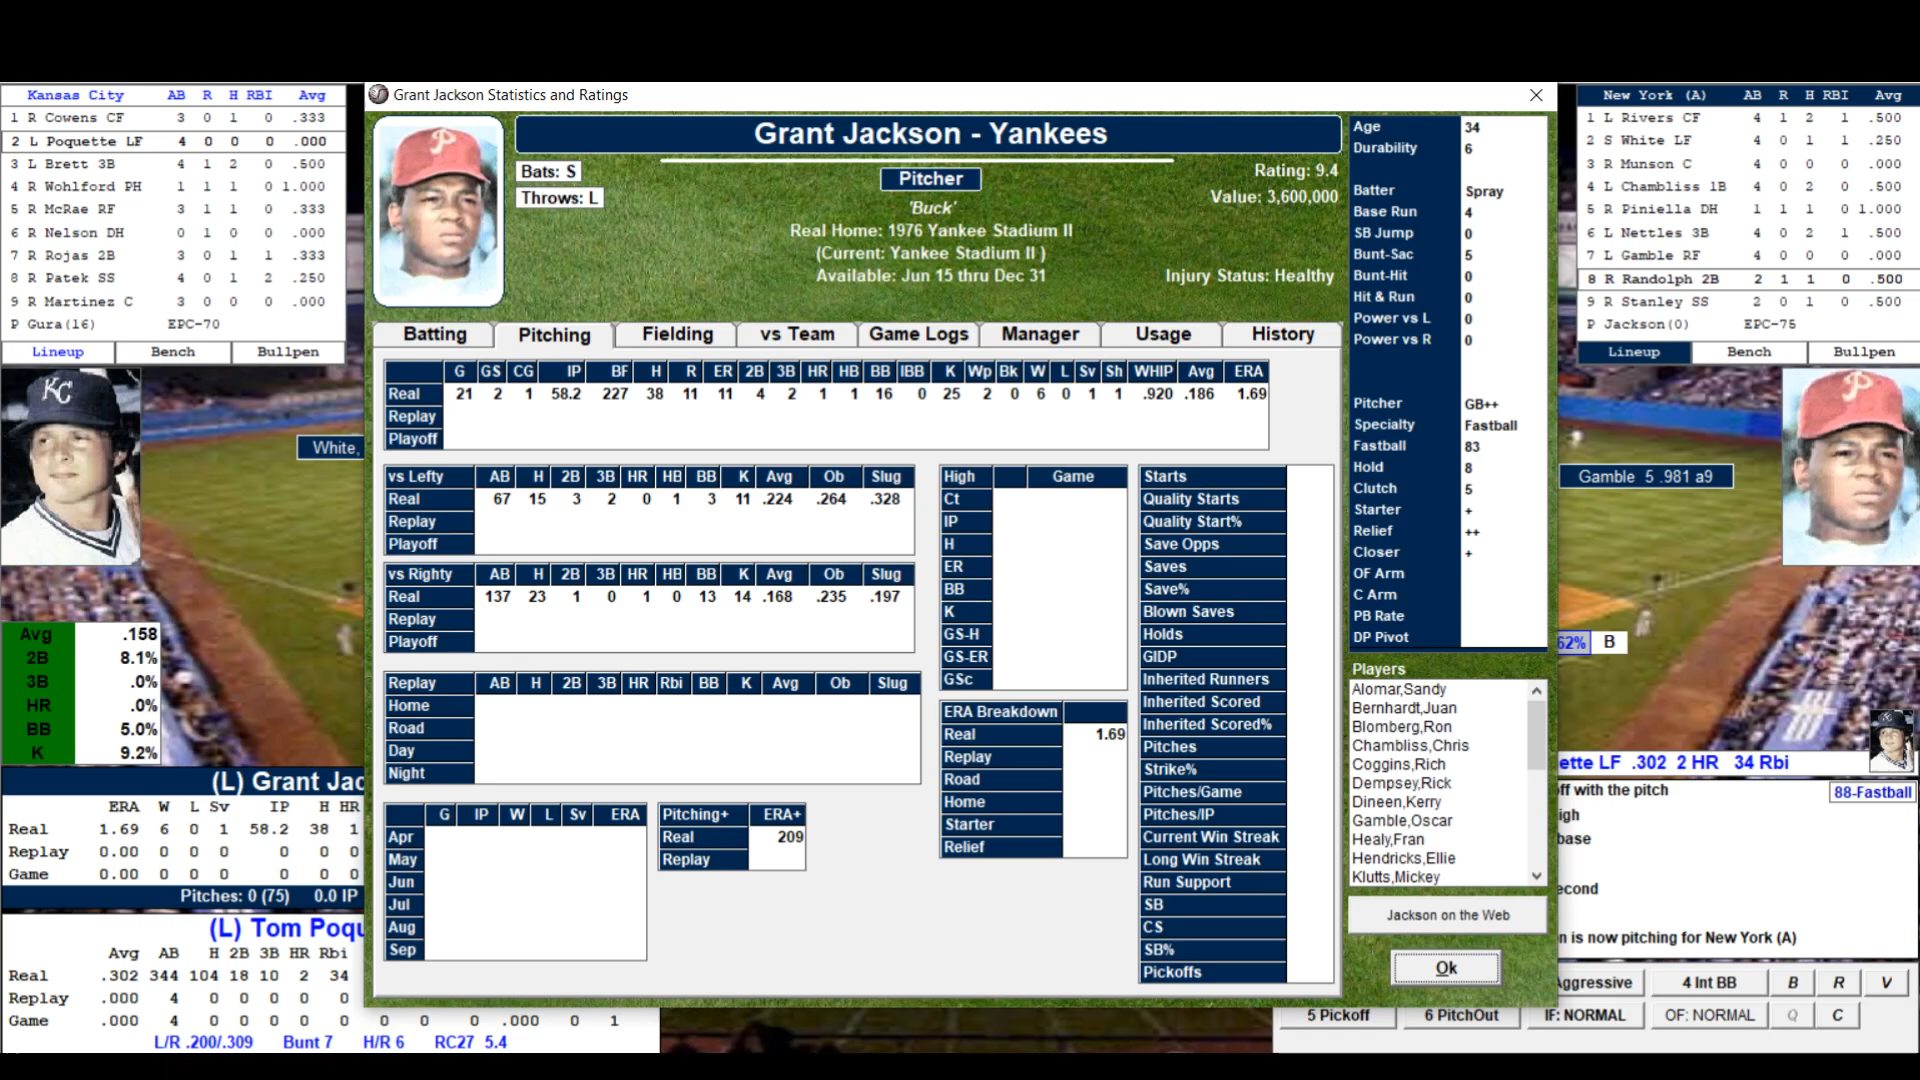 Grant Jackson Statistics and Ratings
Kansas City AB R H RBI Avg
1 R Cowens CF 3 0 1 0 .333
2 L Poquette LF 4 0 0 0 .000
3 L Brett 3B 4 1 2 0 .500
4 R Wohlford PH 1 1 1 0 1.000
5 R McRae RF 3 1 1 0 .333
6 R Nelson DH 0 1 0 0 .000
7 R Rojas 2B 3 0 1 1 .333
8 R Patek SS 4 0 1 2 .250
9 R Martinez C 3 0 0 0 .000
P Gura(16) EPC-70
Lineup Bench Bullpen
White,
Avg .158
2B 8.1%
3B .0%
HR .0%
BB 5.0%
K 9.2%
(L) Grant Jac
ERA W L Sv IP H HR
Real 1.69 6 0 1 58.2 38 1
Replay 0.00 0 0 0 0 0 0
Game 0.00 0 0 0 0 0 0
Pitches: 0 (75) 0.0 IP
(L) Tom Poqu
Avg AB H 2B 3B HR Rbi
Real .302 344 104 18 10 2 34
Replay .000 4 0 0 0 0 0
Game .000 4 0 0 0 0 0 0 0 .000 0 1
L/R .200/.309 Bunt 7 H/R 6 RC27 5.4
Grant Jackson - Yankees
Bats: S
Throws: L
Pitcher
'Buck'
Real Home: 1976 Yankee Stadium II
(Current: Yankee Stadium II )
Available: Jun 15 thru Dec 31
Rating: 9.4
Value: 3,600,000
Injury Status: Healthy
Batting Pitching Fielding vs Team Game Logs Manager Usage History
G GS CG IP BF H R ER 2B 3B HR HB BB IBB K Wp Bk W L Sv Sh WHIP Avg ERA
Real 21 2 1 58.2 227 38 11 11 4 2 1 1 16 0 25 2 0 6 0 1 1 .920 .186 1.69
Replay
Playoff
vs Lefty AB H 2B 3B HR HB BB K Avg Ob Slug
Real 67 15 3 2 0 1 3 11 .224 .264 .328
Replay
Playoff
vs Righty AB H 2B 3B HR HB BB K Avg Ob Slug
Real 137 23 1 0 1 0 13 14 .168 .235 .197
Replay
Playoff
Replay AB H 2B 3B HR Rbi BB K Avg Ob Slug
Home
Road
Day
Night
G IP W L Sv ERA
Apr
May
Jun
Jul
Aug
Sep
Pitching+ ERA+
Real 209
Replay
High Game
Ct
IP
H
ER
BB
K
GS-H
GS-ER
GSc
ERA Breakdown
Real 1.69
Replay
Road
Home
Starter
Relief
Starts
Quality Starts
Quality Start%
Save Opps
Saves
Save%
Blown Saves
Holds
GIDP
Inherited Runners
Inherited Scored
Inherited Scored%
Pitches
Strike%
Pitches/Game
Pitches/IP
Current Win Streak
Long Win Streak
Run Support
SB
CS
SB%
Pickoffs
Age 34
Durability 6
Batter Spray
Base Run 4
SB Jump 0
Bunt-Sac 5
Bunt-Hit 0
Hit & Run 0
Power vs L 0
Power vs R 0
Pitcher GB++
Specialty Fastball
Fastball 83
Hold 8
Clutch 5
Starter +
Relief ++
Closer +
OF Arm
C Arm
PB Rate
DP Pivot
Players
Alomar,Sandy
Bernhardt,Juan
Blomberg,Ron
Chambliss,Chris
Coggins,Rich
Dempsey,Rick
Dineen,Kerry
Gamble,Oscar
Healy,Fran
Hendricks,Ellie
Klutts,Mickey
Jackson on the Web
Ok
New York (A) AB R H RBI Avg
1 L Rivers CF 4 1 2 1 .500
2 S White LF 4 0 1 1 .250
3 R Munson C 4 0 0 0 .000
4 L Chambliss 1B 4 0 2 0 .500
5 R Piniella DH 1 1 1 0 1.000
6 L Nettles 3B 4 0 2 1 .500
7 L Gamble RF 4 0 0 0 .000
8 R Randolph 2B 2 1 1 0 .500
9 R Stanley SS 2 0 1 0 .500
P Jackson(0) EPC-75
Lineup Bench Bullpen
Gamble 5 .981 a9
62% B
ette LF .302 2 HR 34 Rbi
ff with the pitch
88-Fastball
igh
base
econd
n is now pitching for New York (A)
Aggressive 4 Int BB B R V
5 Pickoff 6 PitchOut IF: NORMAL OF: NORMAL Q C